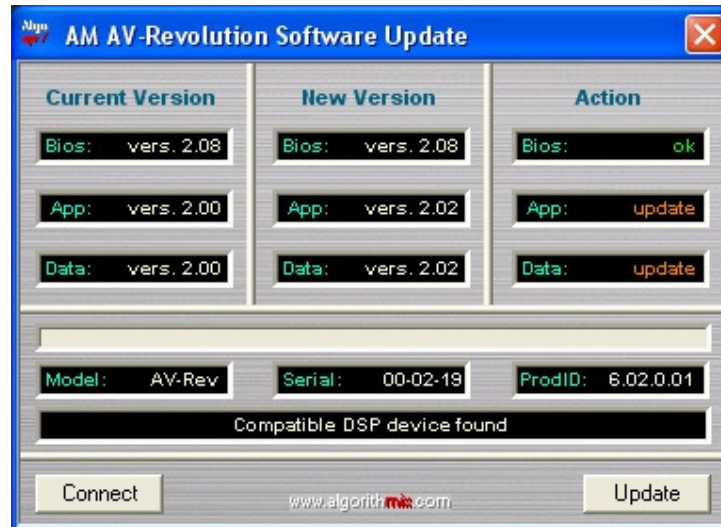 AM AV-Revolution Software Update
Current Version New Version Action
Bios: vers. 2.08 Bios: vers. 2.08 Bios: ok
App: vers. 2.00 App: vers. 2.02 App: update
Data: vers. 2.00 Data: vers. 2.02 Data: update
Model: AV-Rev Serial: 00-02-19 ProdID: 6.02.0.01
Compatible DSP device found
Connect www.algorithmix.com Update